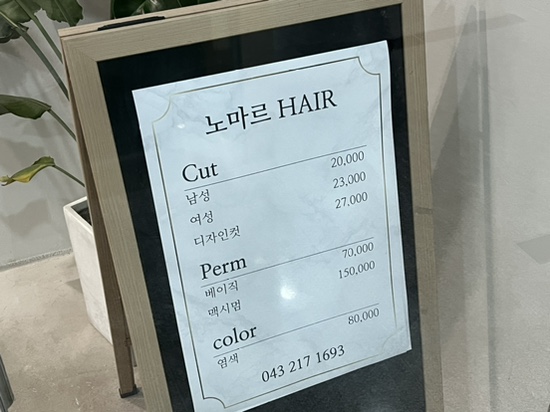 노마르 HAIR
Cut
남성 20,000
여성 23,000
디자인컷 27,000
Perm
베이직 70,000
맥시멈 150,000
color
염색 80,000
043 217 1693